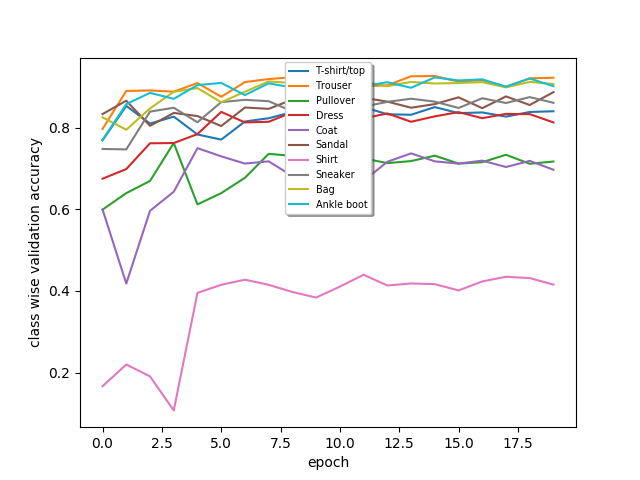 T-shirt/top
Trouser
Pullover
Dress
Coat
Sandal
Shirt
Sneaker
Bag
Ankle boot
class wise validation accuracy
0.8
0.6
0.4
0.2
0.0 2.5 5.0 7.5 10.0 12.5 15.0 17.5
epoch